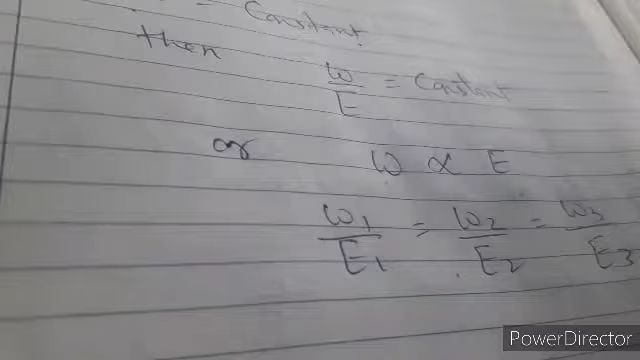 = Constant
then
W/E = Constant
or W ∝ E
W1/E1 = W2/E2 = W3/E3
PowerDirector